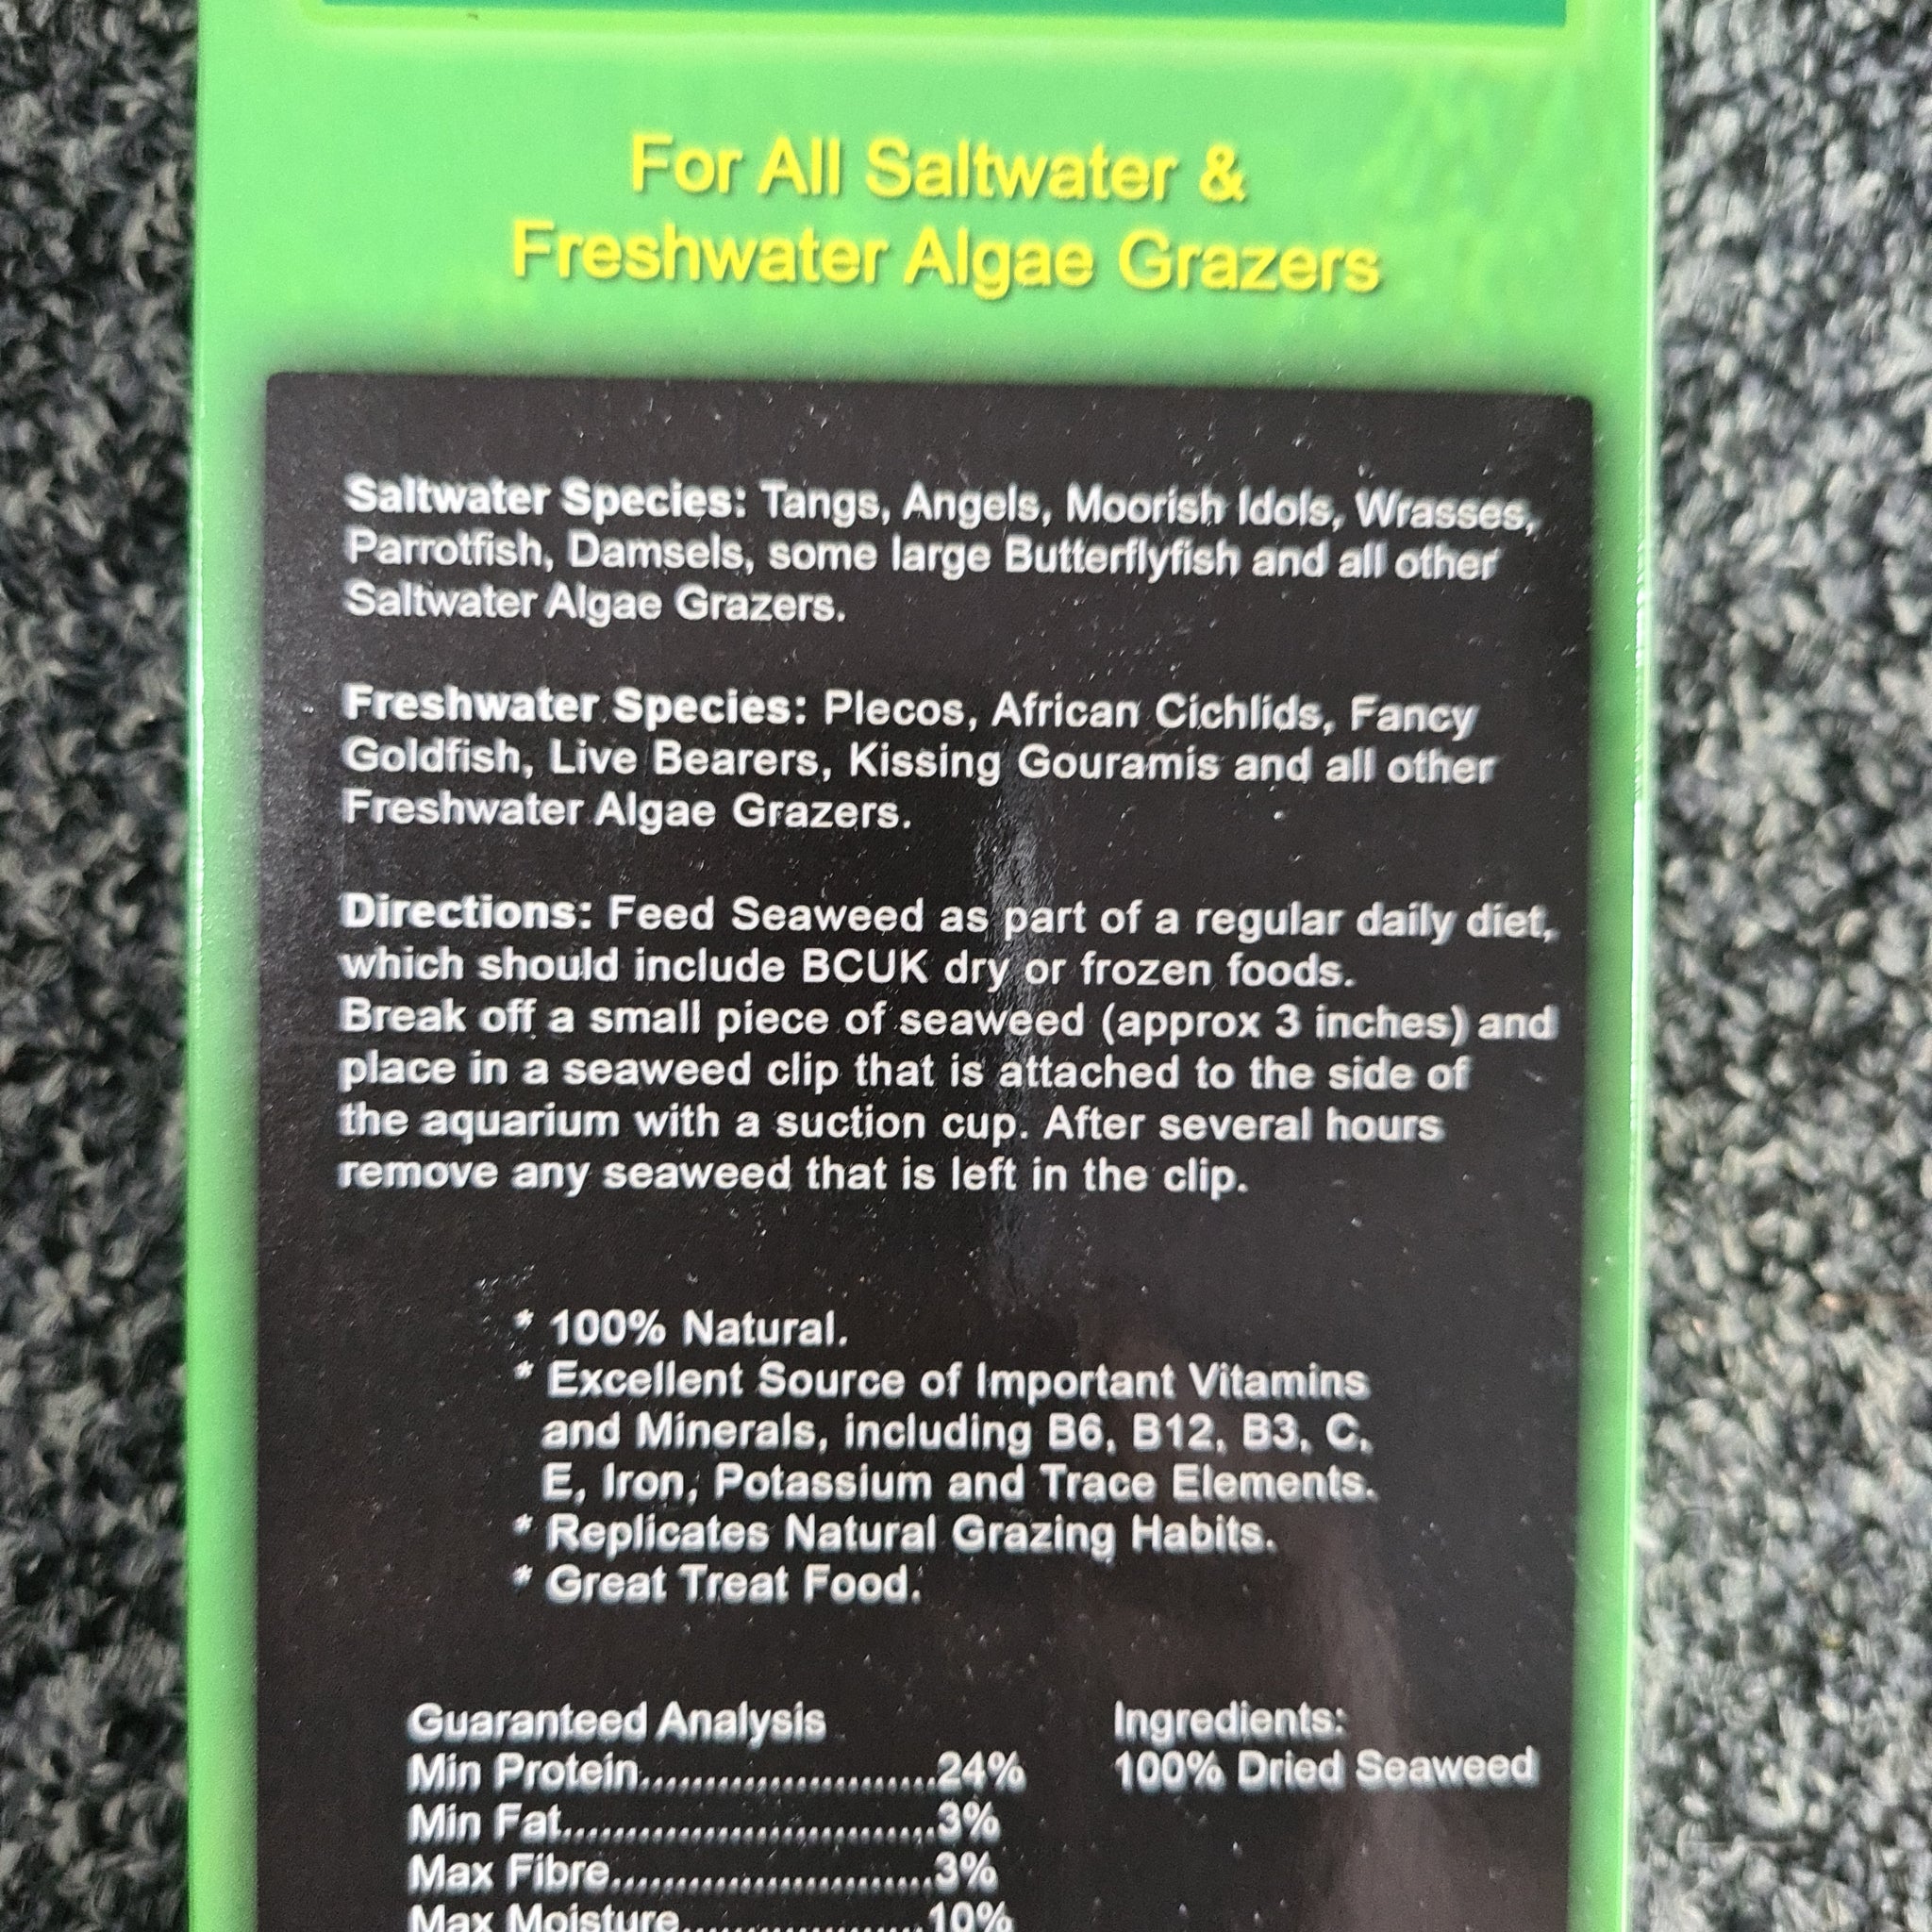 For All Saltwater &
Freshwater Algae Grazers
Saltwater Species: Tangs, Angels, Moorish Idols, Wrasses,
Parrotfish, Damsels, some large Butterflyfish and all other
Saltwater Algae Grazers.
Freshwater Species: Plecos, African Cichlids, Fancy
Goldfish, Live Bearers, Kissing Gouramis and all other
Freshwater Algae Grazers.
Directions: Feed Seaweed as part of a regular daily diet,
which should include BCUK dry or frozen foods.
Break off a small piece of seaweed (approx 3 inches) and
place in a seaweed clip that is attached to the side of
the aquarium with a suction cup. After several hours
remove any seaweed that is left in the clip.
* 100% Natural.
* Excellent Source of Important Vitamins
and Minerals, including B6, B12, B3, C,
E, Iron, Potassium and Trace Elements.
* Replicates Natural Grazing Habits.
* Great Treat Food.
Guaranteed Analysis
Min Protein........................24%
Min Fat..............................3%
Max Fibre..........................3%
Max Moisture....................10%
Ingredients:
100% Dried Seaweed